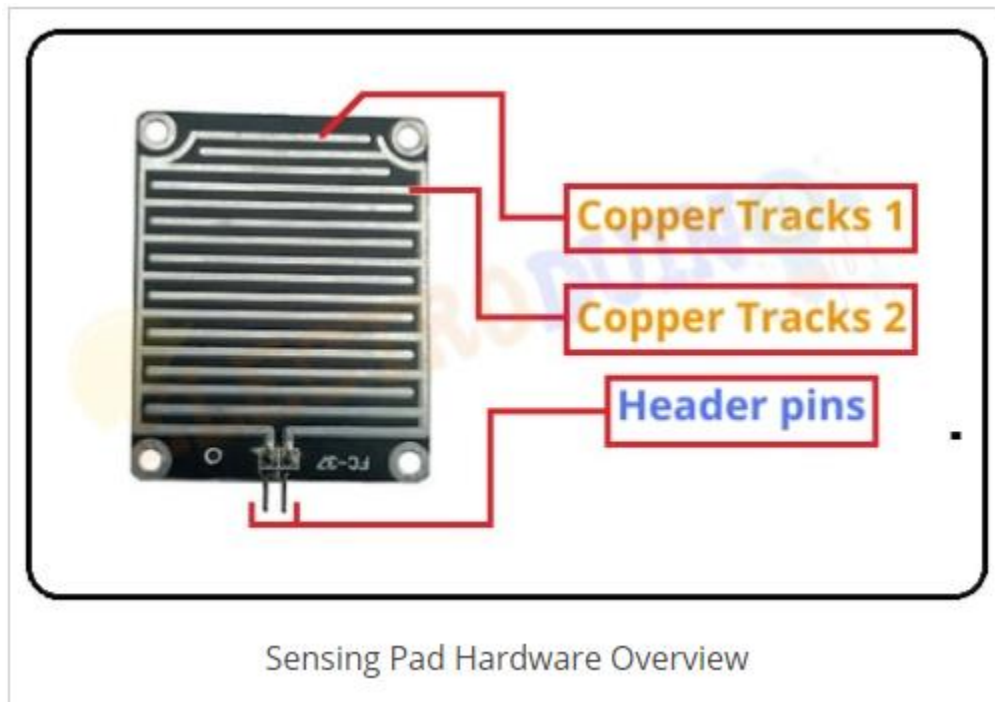 Copper Tracks 1
Copper Tracks 2
Header pins
FC-37
Sensing Pad Hardware Overview